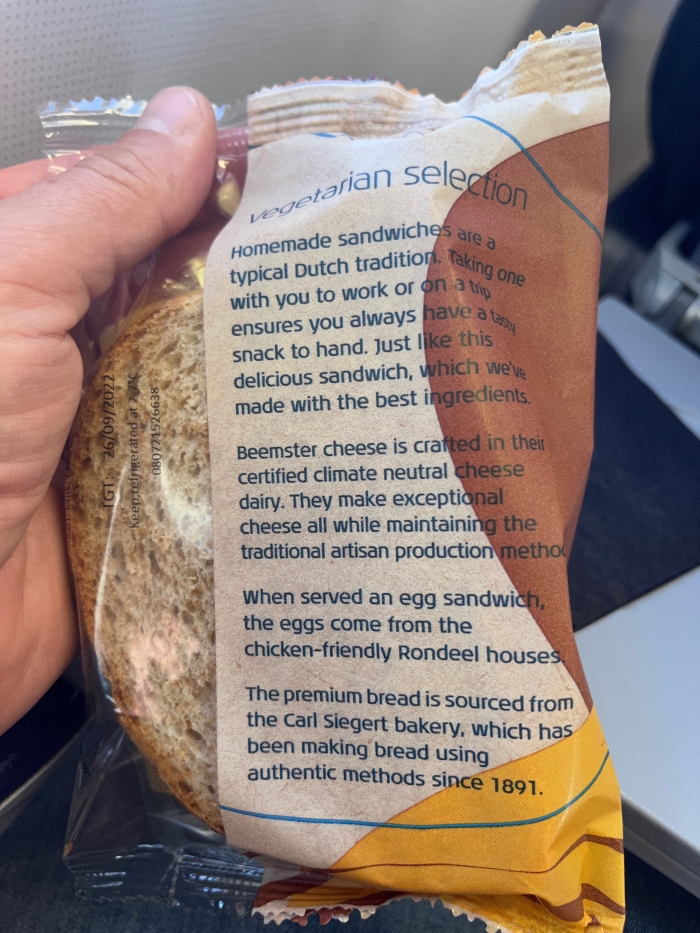 vegetarian selection
Homemade sandwiches are a
typical Dutch tradition. Taking one
with you to work or on a trip
ensures you always have a tasty
snack to hand. Just like this
delicious sandwich, which we've
made with the best ingredients.
Beemster cheese is crafted in their
certified climate neutral cheese
dairy. They make exceptional
cheese all while maintaining the
traditional artisan production method
When served an egg sandwich,
the eggs come from the
chicken-friendly Rondeel houses.
The premium bread is sourced from
the Carl Siegert bakery, which has
been making bread using
authentic methods since 1891.
TGT - 26/09/2022
Keep refrigerated at
080721526638